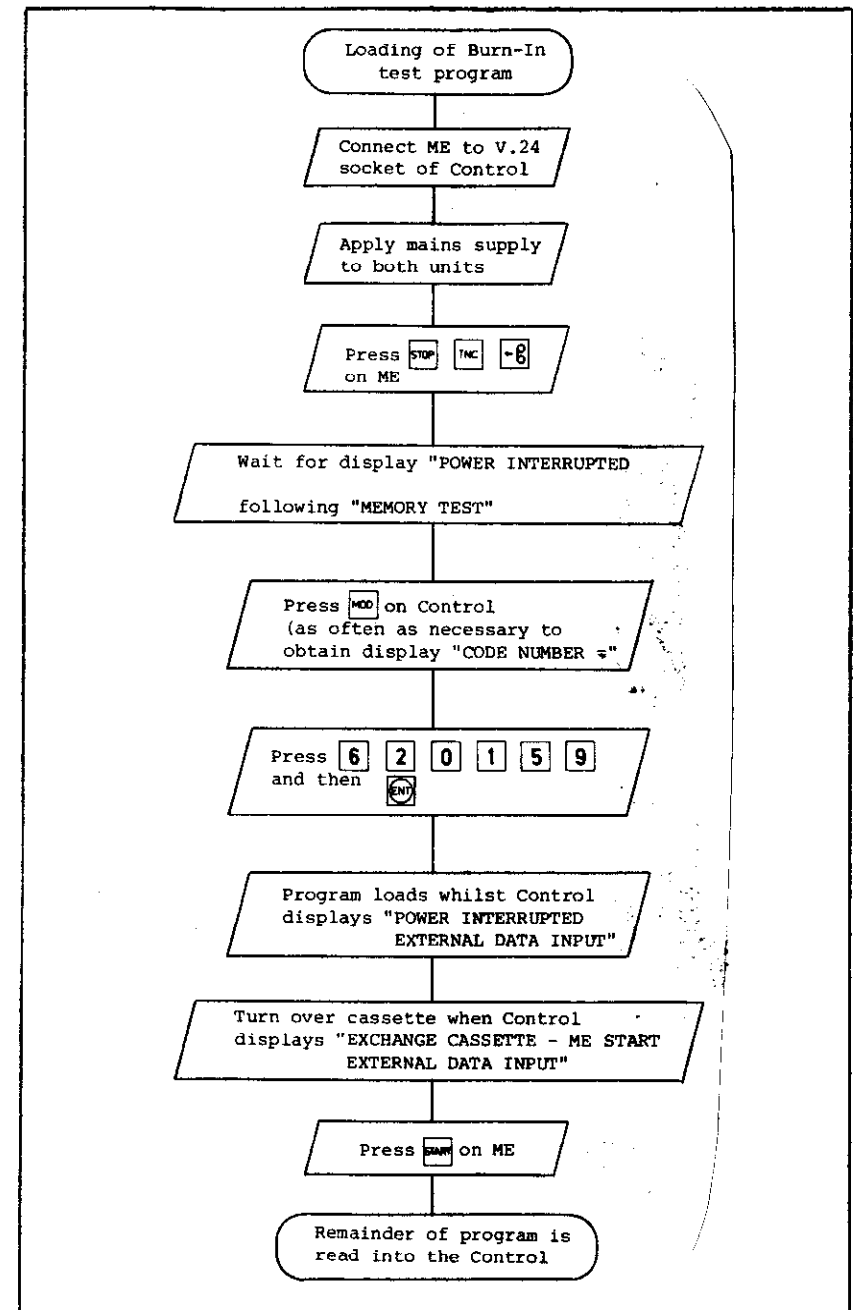 Loading of Burn-In
test program
Connect ME to V.24
socket of Control
Apply mains supply
to both units
Press STOP TNC
on ME
Wait for display "POWER INTERRUPTED
following "MEMORY TEST"
Press MOD on Control
(as often as necessary to
obtain display "CODE NUMBER ="
Press 6 2 0 1 5 9
and then ENT
Program loads whilst Control
displays "POWER INTERRUPTED
EXTERNAL DATA INPUT"
Turn over cassette when Control
displays "EXCHANGE CASSETTE - ME START
EXTERNAL DATA INPUT"
Press START on ME
Remainder of program is
read into the Control